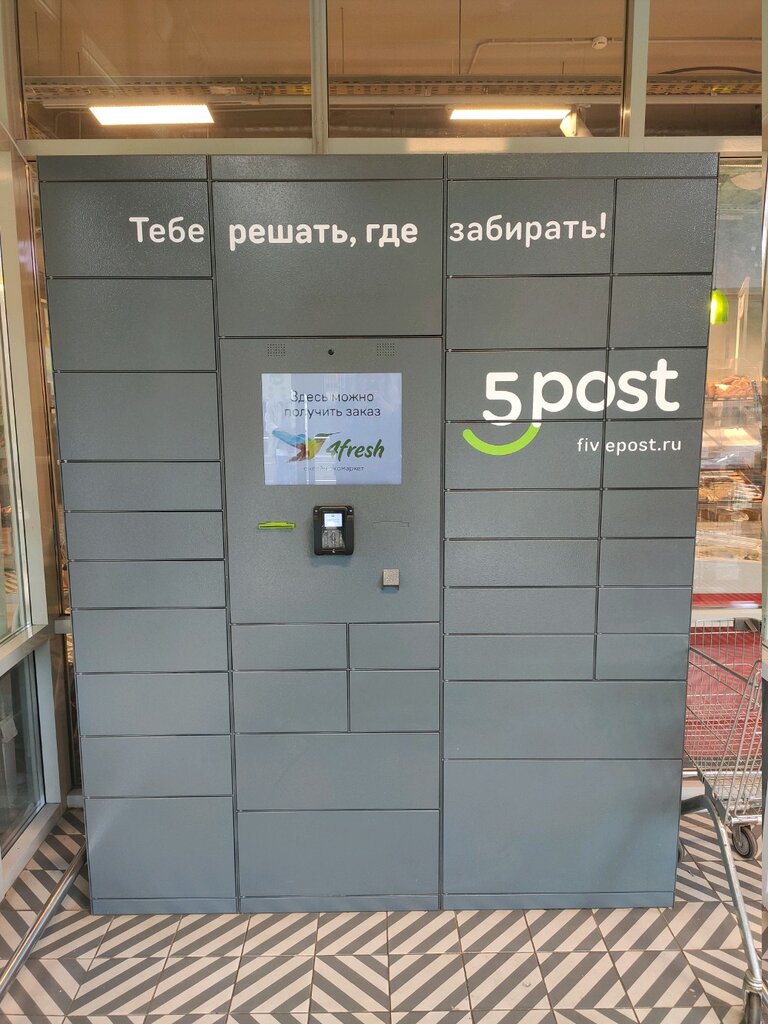 Тебе решать, где забирать!
Здесь можно
получить заказ
4fresh
5post
fivepost.ru